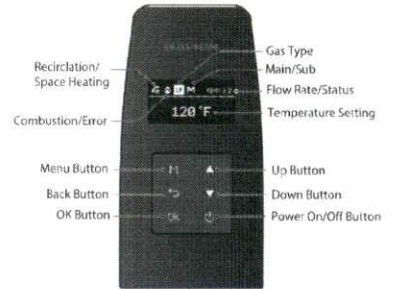 Recirclation/
Space Heating
Gas Type
Main/Sub
Flow Rate/Status
Combustion/Error
Temperature Setting
M
120 °F
Menu Button
M
Up Button
Back Button
Down Button
OK Button
Ok
Power On/Off Button